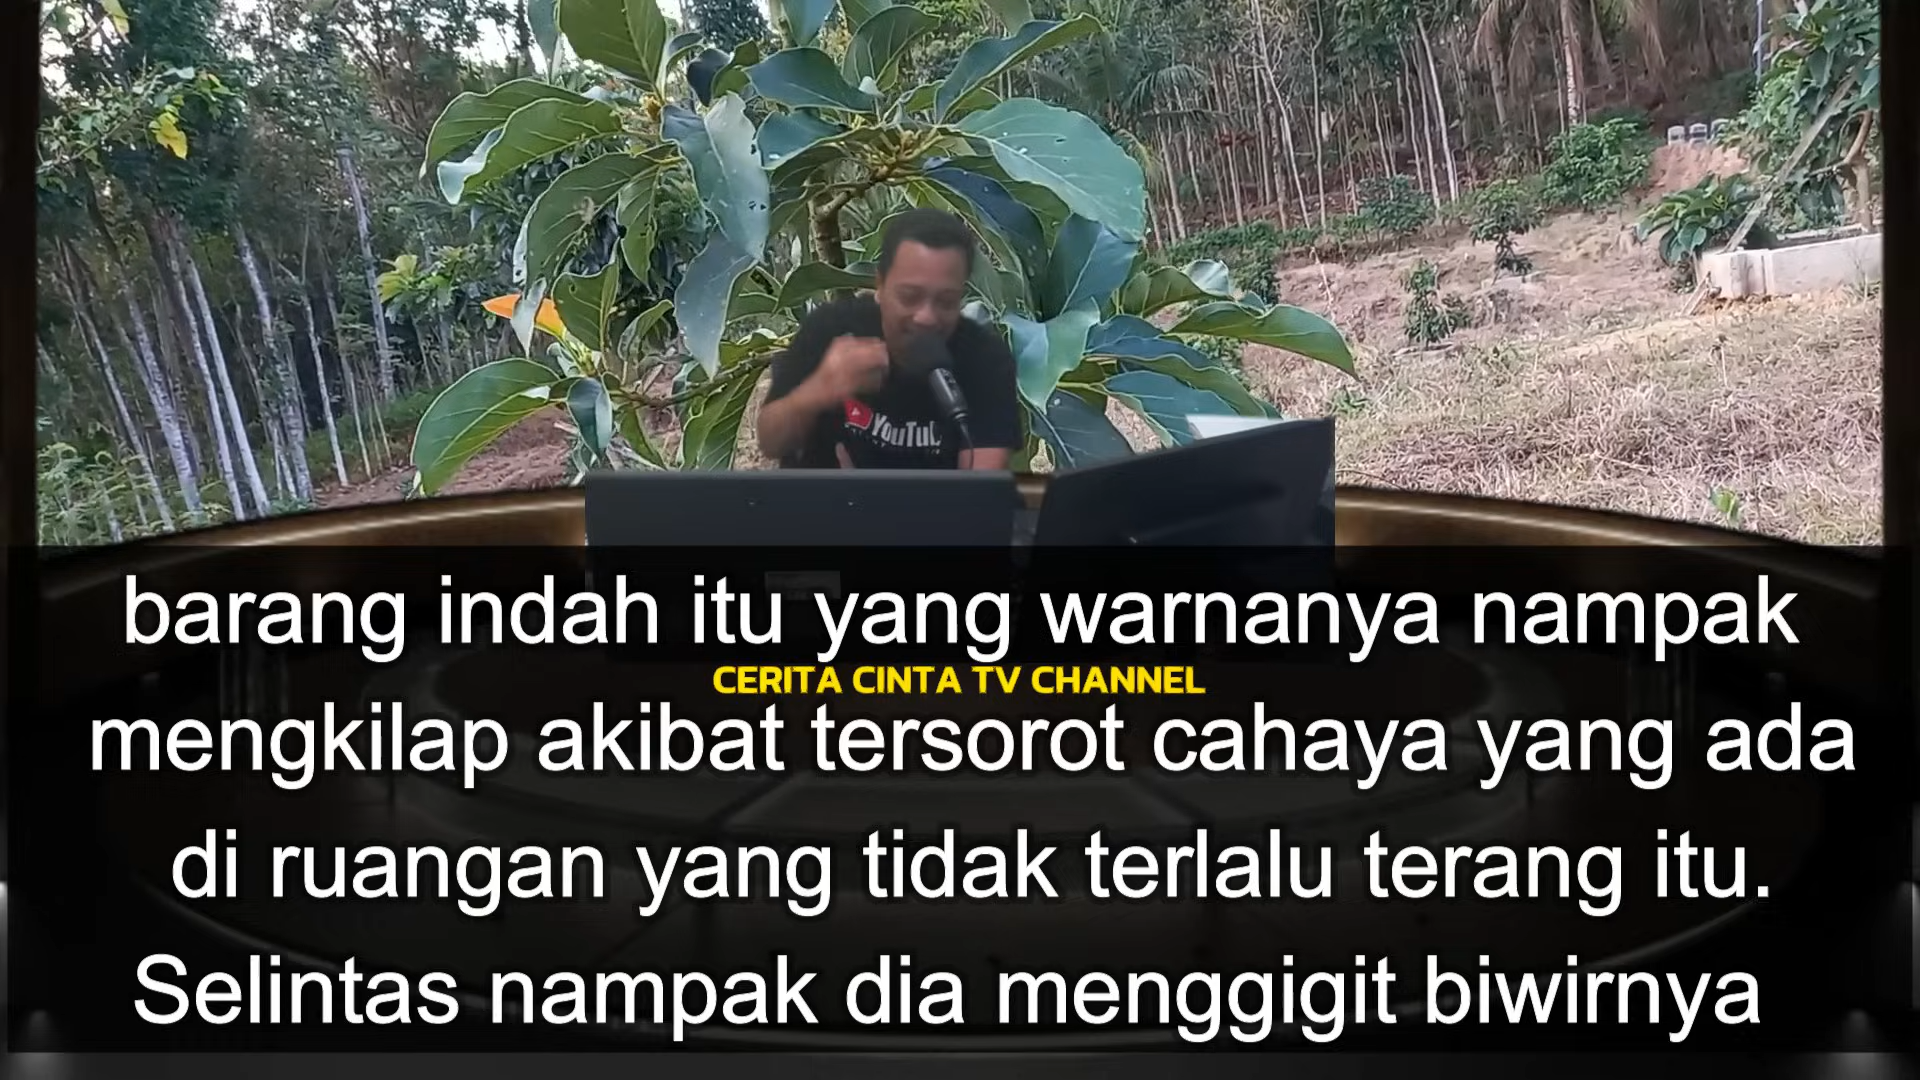 YouTub
barang indah itu yang warnanya nampak
CERITA CINTA TV CHANNEL
mengkilap akibat tersorot cahaya yang ada
di ruangan yang tidak terlalu terang itu.
Selintas nampak dia menggigit biwirnya